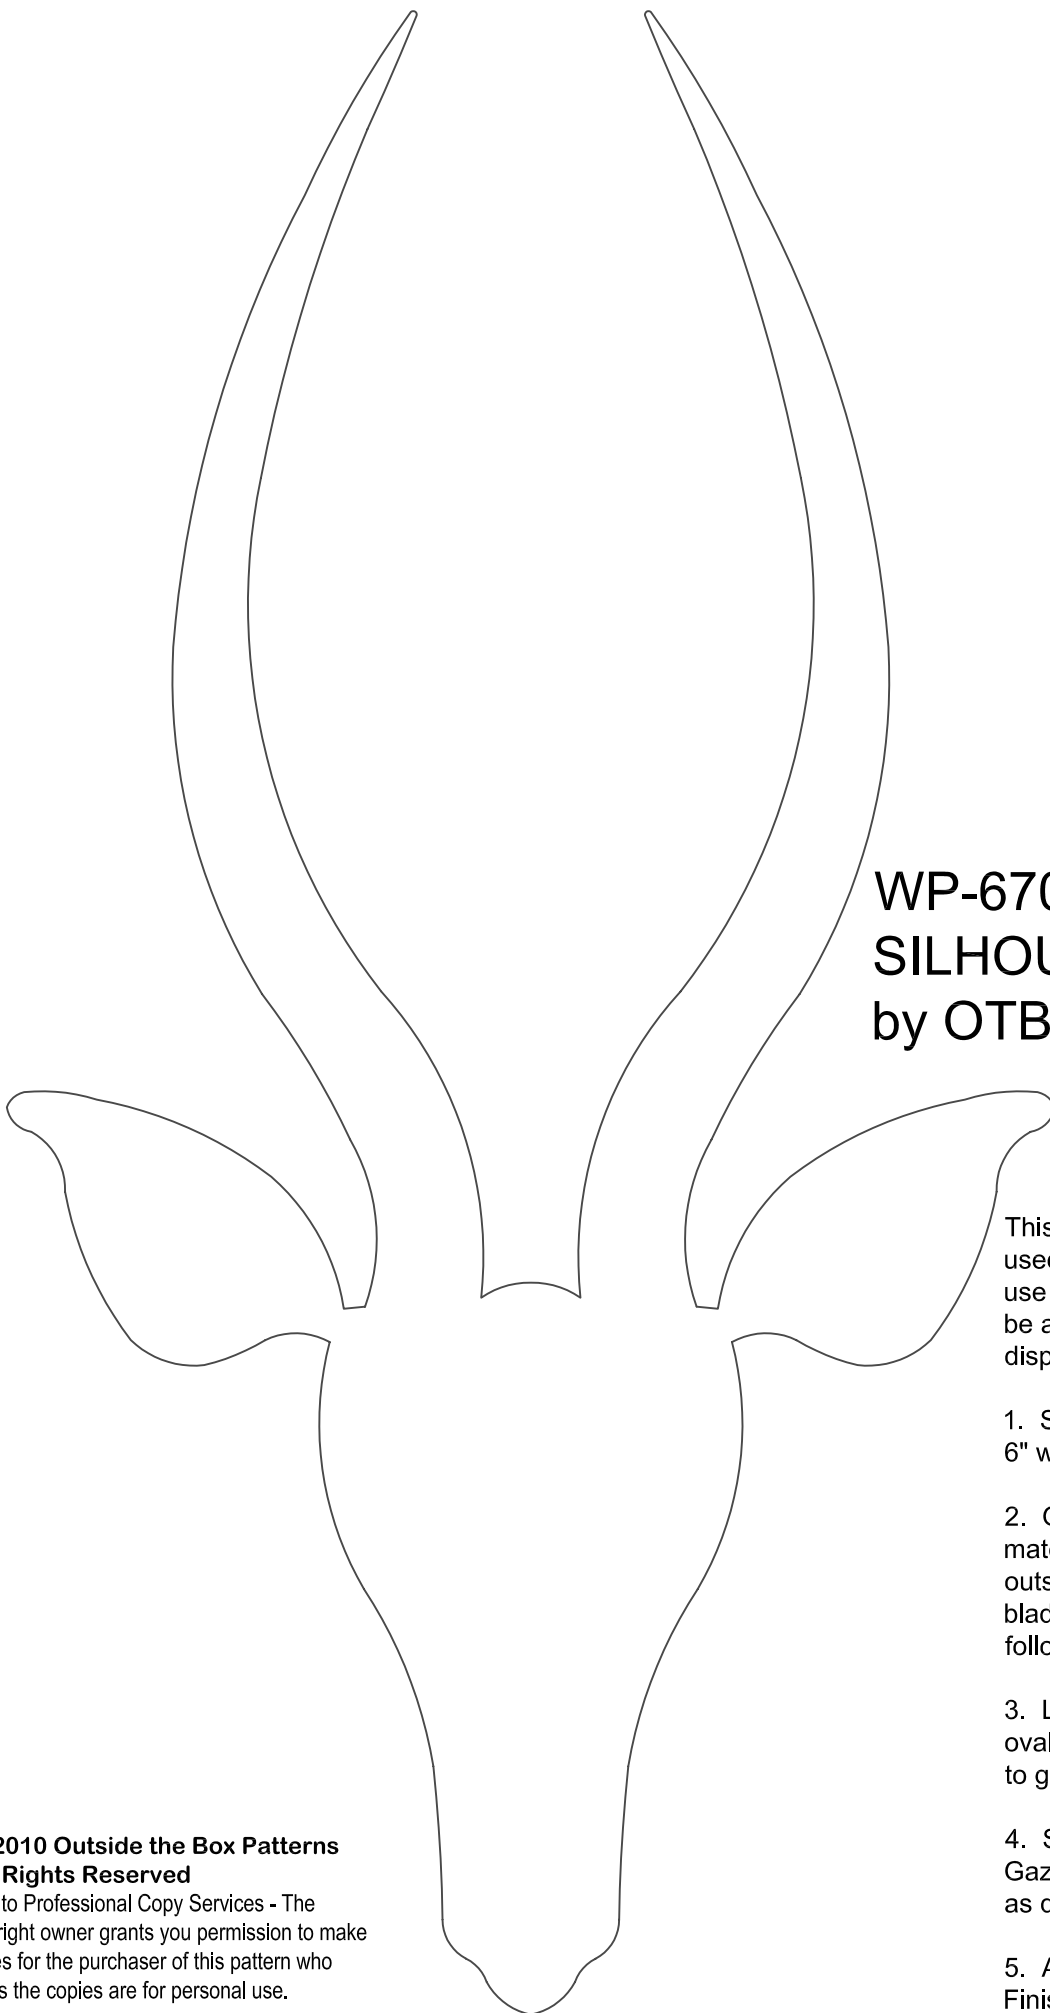 WP-670
SILHOU
by OTB
This
used
use
be a
disp
1. S
6" w
2. C
mate
outs
blad
follo
3. L
oval
to g
4. S
Gaz
as d
5. A
Finis
2010 Outside the Box Patterns
Rights Reserved
to Professional Copy Services - The
right owner grants you permission to make
es for the purchaser of this pattern who
s the copies are for personal use.